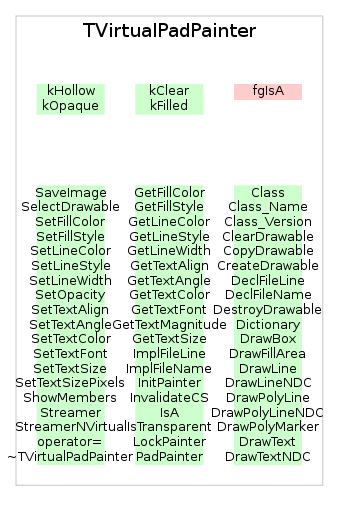 TVirtualPadPainter
kHollow kClear fgIsA
kOpaque kFilled
SaveImage GetFillColor Class
SelectDrawable GetFillStyle Class_Name
SetFillColor GetLineColor Class_Version
SetFillStyle GetLineStyle ClearDrawable
SetLineColor GetLineWidth CopyDrawable
SetLineStyle GetTextAlign CreateDrawable
SetLineWidth GetTextAngle DeclFileLine
SetOpacity GetTextColor DeclFileName
SetTextAlign GetTextFont DestroyDrawable
SetTextAngle GetTextMagnitude Dictionary
SetTextColor GetTextSize DrawBox
SetTextFont ImplFileLine DrawFillArea
SetTextSize ImplFileName DrawLine
SetTextSizePixels InitPainter DrawLineNDC
ShowMembers InvalidateCS DrawPolyLine
Streamer IsA DrawPolyLineNDC
StreamerNVirtual IsTransparent DrawPolyMarker
operator= LockPainter DrawText
~TVirtualPadPainter PadPainter DrawTextNDC